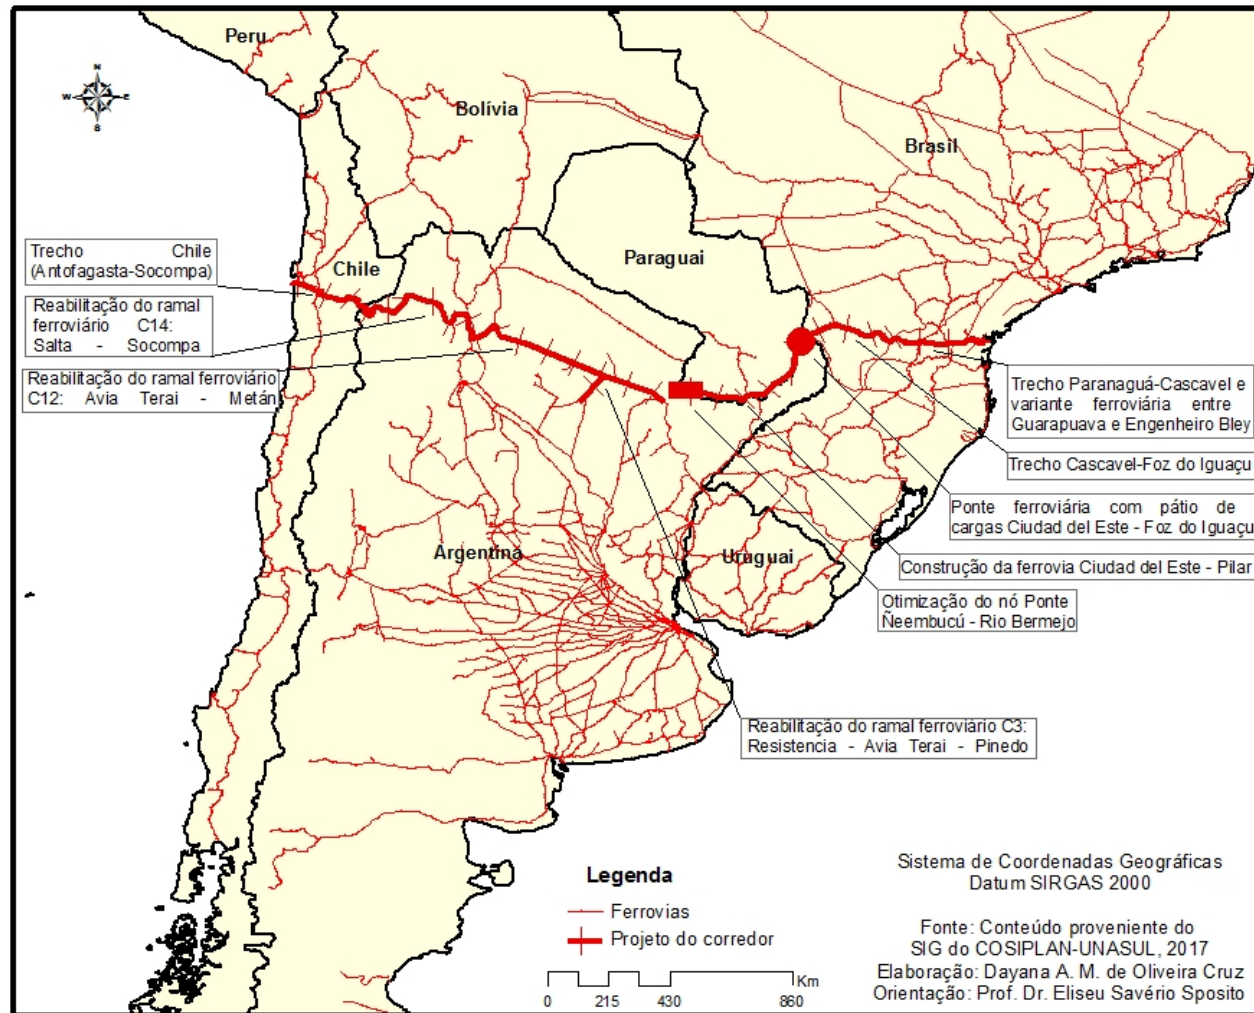 Peru
N
W E
S
Bolívia
Brasil
Paraguai
Chile
Trecho Chile
(Antofagasta-Socompa)
Reabilitação do ramal
ferroviário C14:
Salta - Socompa
Reabilitação do ramal ferroviário
C12: Avia Terai - Metán
Trecho Paranaguá-Cascavel e
variante ferroviária entre
Guarapuava e Engenheiro Bley
Trecho Cascavel-Foz do Iguaçu
Ponte ferroviária com pátio de
cargas Ciudad del Este - Foz do Iguaçu
Construção da ferrovia Ciudad del Este - Pilar
Otimização do nó Ponte
Ñeembucú - Rio Bermejo
Argentina
Uruguai
Reabilitação do ramal ferroviário C3:
Resistencia - Avia Terai - Pinedo
Legenda
Ferrovias
Projeto do corredor
Km
0 215 430 860
Sistema de Coordenadas Geográficas
Datum SIRGAS 2000
Fonte: Conteúdo proveniente do
SIG do COSIPLAN-UNASUL, 2017
Elaboração: Dayana A. M. de Oliveira Cruz
Orientação: Prof. Dr. Eliseu Savério Sposito